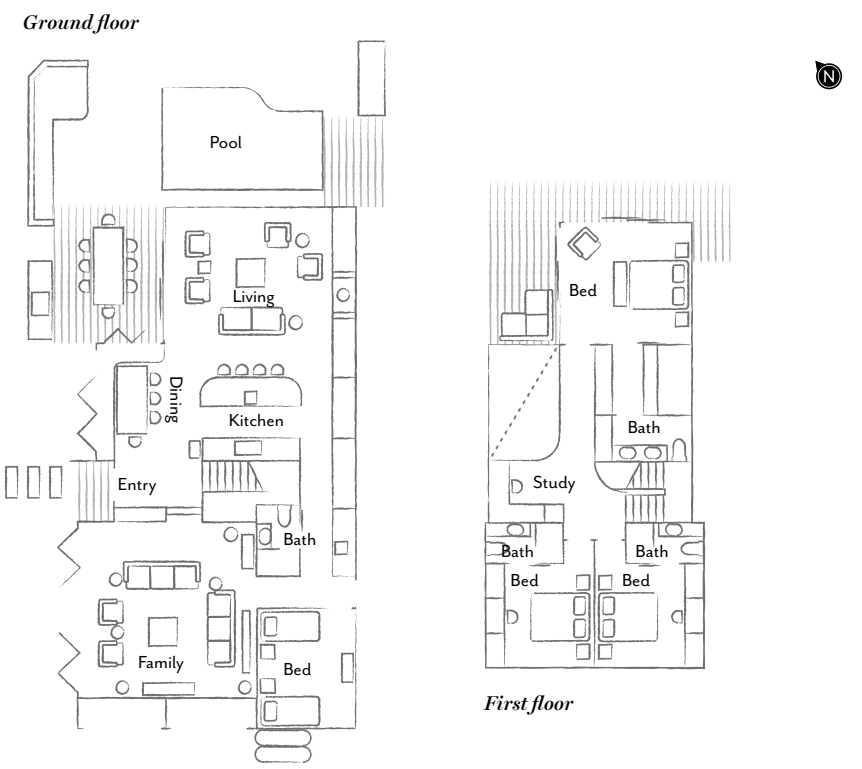 Ground floor
N
Pool
Living
Dining
Kitchen
Entry
Bath
Family
Bed
Bed
Bath
Study
Bath
Bath
Bed
Bed
First floor